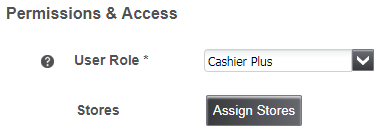 Permissions & Access
? User Role * Cashier Plus
Stores Assign Stores